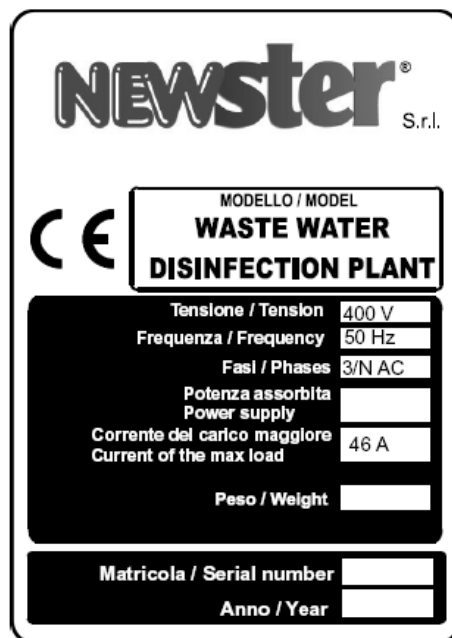 NEWster®
S.r.l.
CE
MODELLO / MODEL
WASTE WATER
DISINFECTION PLANT
Tensione / Tension 400 V
Frequenza / Frequency 50 Hz
Fasi / Phases 3/N AC
Potenza assorbita
Power supply
Corrente del carico maggiore
Current of the max load 46 A
Peso / Weight
Matricola / Serial number
Anno / Year